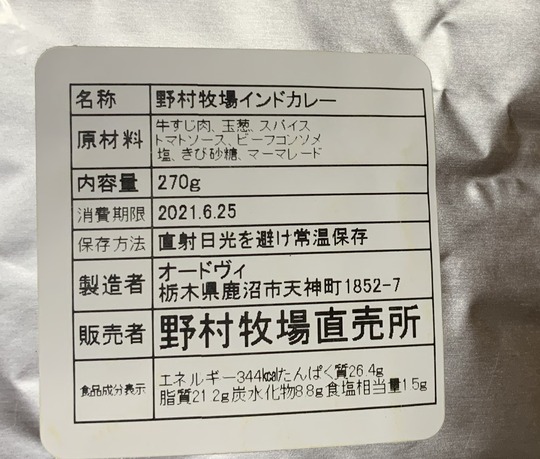 名称 野村牧場インドカレー
原材料 牛すじ肉、玉葱、スパイス
トマトソース、ビーフコンソメ
塩、きび砂糖、マーマレード
内容量 270g
消費期限 2021.6.25
保存方法 直射日光を避け常温保存
製造者 オードヴィ
栃木県鹿沼市天神町1852-7
販売者 野村牧場直売所
食品成分表示 エネルギー344kcalたんぱく質26.4g
脂質21.2g炭水化物8.8g食塩相当量1.5g